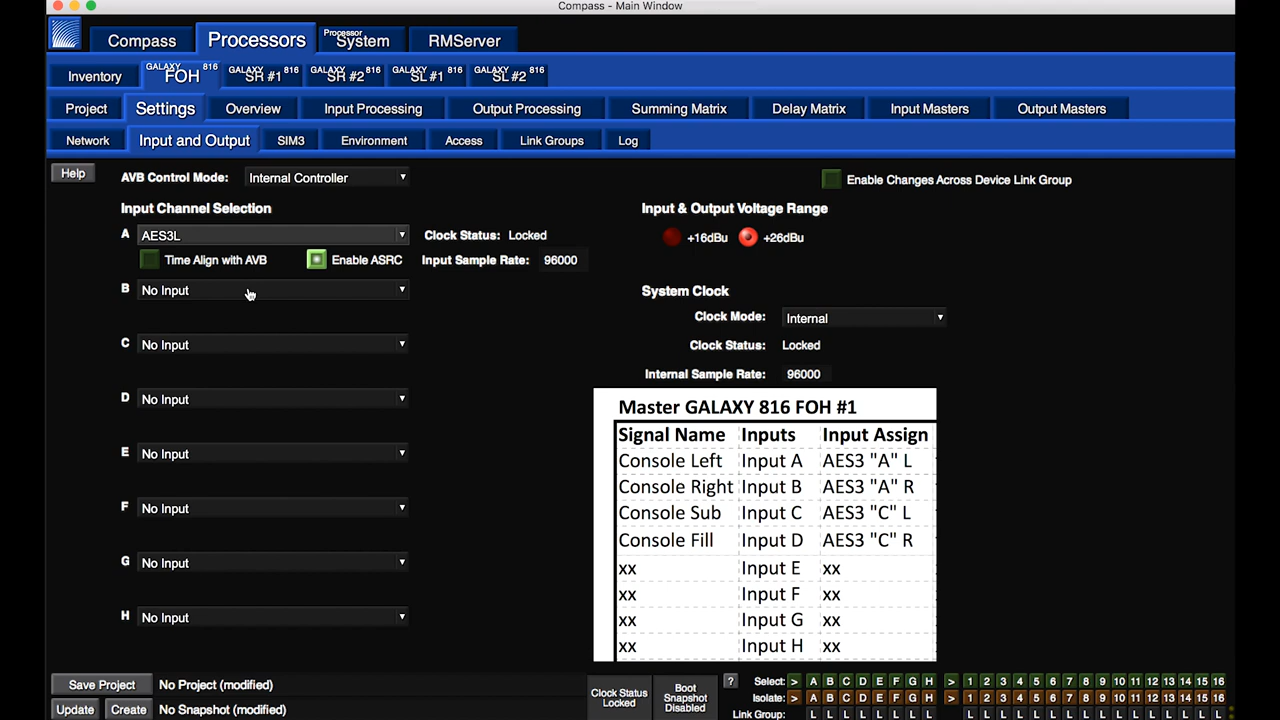 Compass - Main Window
Compass Processors Processor System RMServer
Inventory GALAXY FOH 816 GALAXY SR #1 816 GALAXY SR #2 816 GALAXY SL #1 816 GALAXY SL #2 816
Project Settings Overview Input Processing Output Processing Summing Matrix Delay Matrix Input Masters Output Masters
Network Input and Output SIM3 Environment Access Link Groups Log
Help
AVB Control Mode: Internal Controller
Enable Changes Across Device Link Group
Input Channel Selection
A AES3L Clock Status: Locked
Time Align with AVB Enable ASRC Input Sample Rate: 96000
B No Input
C No Input
D No Input
E No Input
F No Input
G No Input
H No Input
Input & Output Voltage Range
+16dBu +26dBu
System Clock
Clock Mode: Internal
Clock Status: Locked
Internal Sample Rate: 96000
Master GALAXY 816 FOH #1
Signal Name Inputs Input Assign
Console Left Input A AES3 "A" L
Console Right Input B AES3 "A" R
Console Sub Input C AES3 "C" L
Console Fill Input D AES3 "C" R
xx Input E xx
xx Input F xx
xx Input G xx
xx Input H xx
Save Project No Project (modified)
Update Create No Snapshot (modified)
Clock Status Locked
Boot Snapshot Disabled
?
Select: > A B C D E F G H > 1 2 3 4 5 6 7 8 9 10 11 12 13 14 15 16
Isolate: > A B C D E F G H > 1 2 3 4 5 6 7 8 9 10 11 12 13 14 15 16
Link Group: L L L L L L L L L L L L L L L L L L L L L L L L